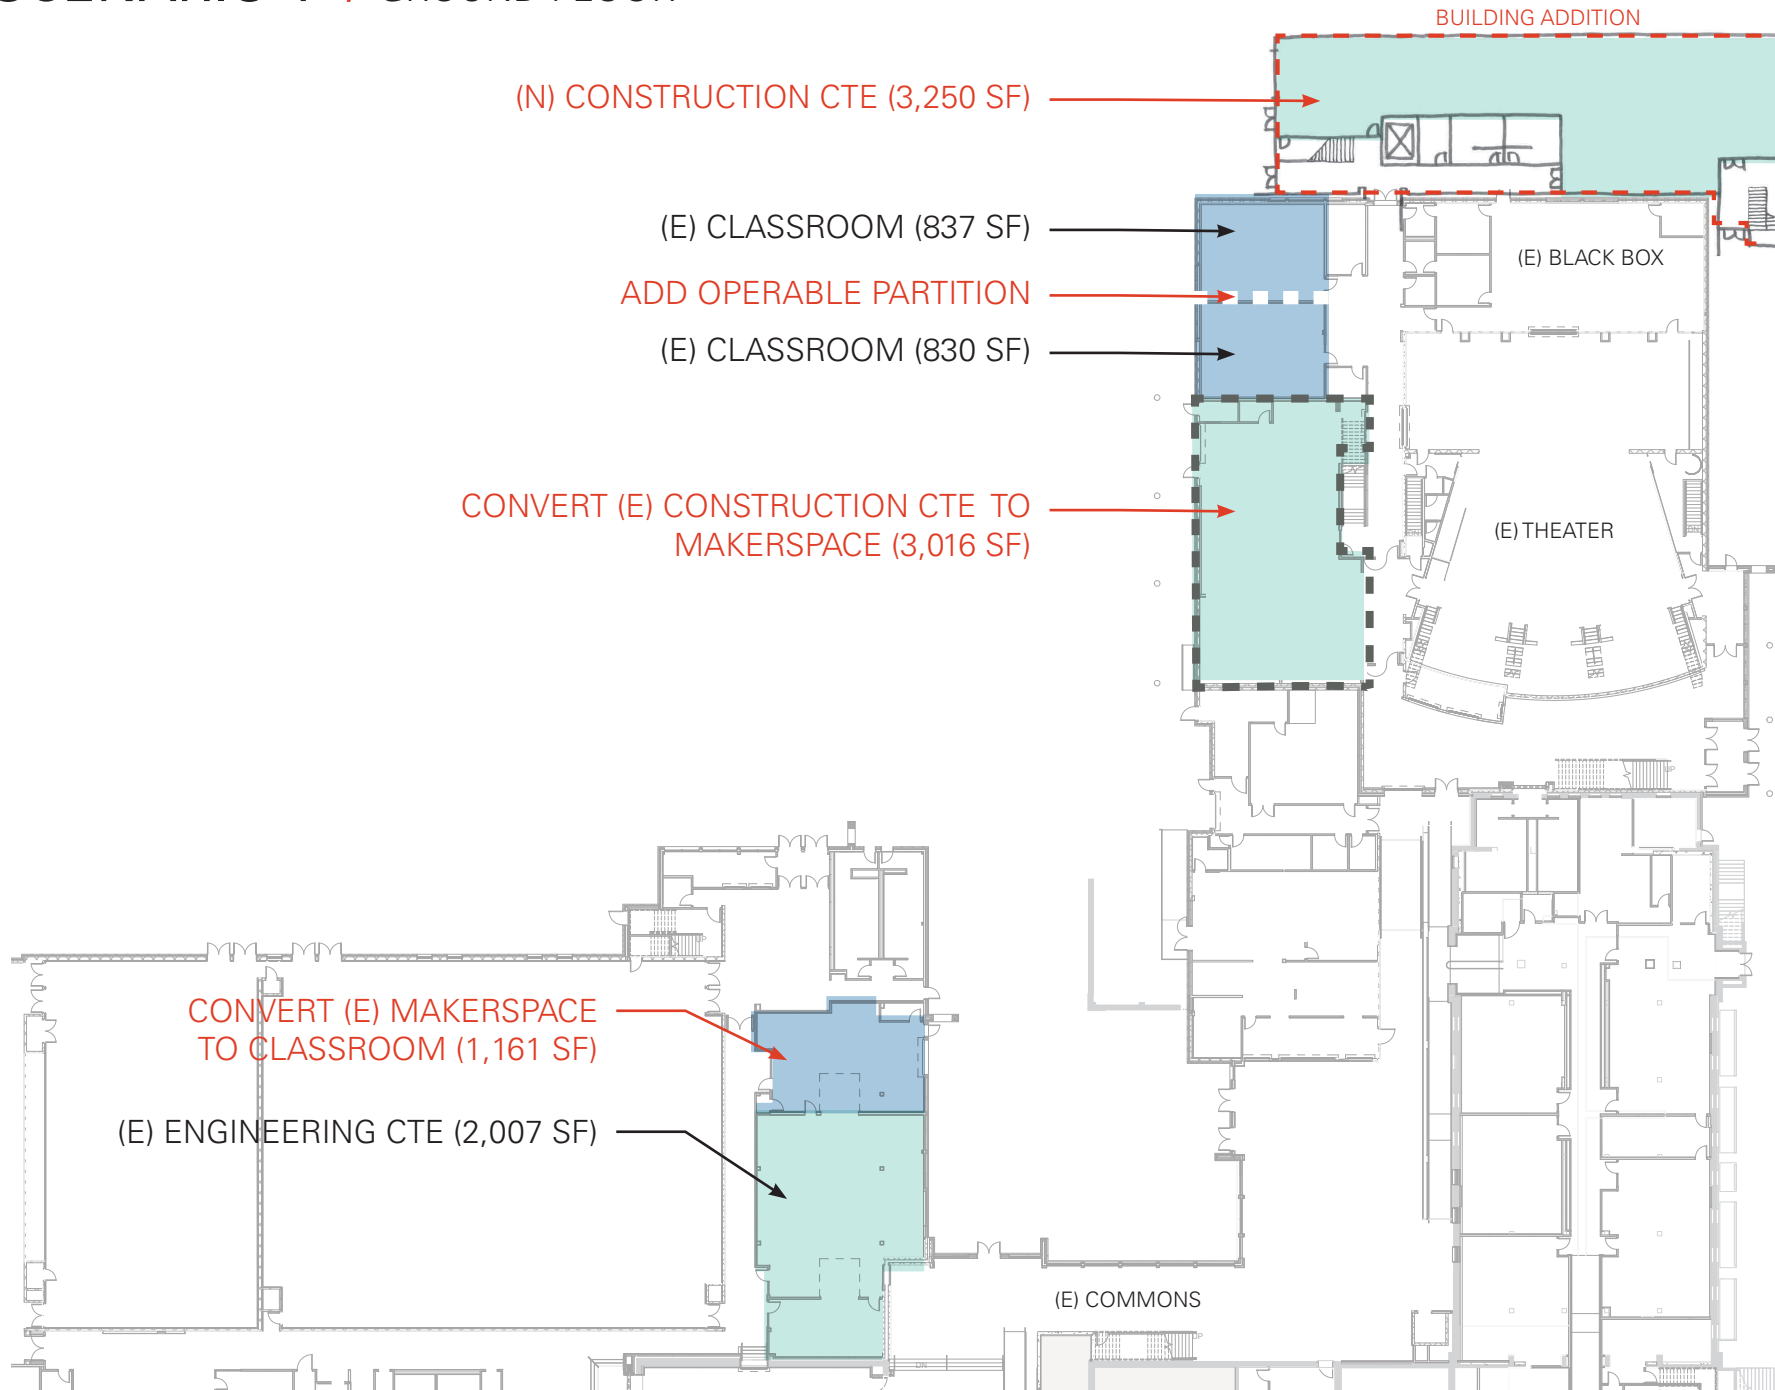 BUILDING ADDITION
(N) CONSTRUCTION CTE (3,250 SF)
(E) CLASSROOM (837 SF)
(E) BLACK BOX
ADD OPERABLE PARTITION
(E) CLASSROOM (830 SF)
CONVERT (E) CONSTRUCTION CTE TO
MAKERSPACE (3,016 SF)
(E) THEATER
CONVERT (E) MAKERSPACE
TO CLASSROOM (1,161 SF)
(E) ENGINEERING CTE (2,007 SF)
(E) COMMONS
DN